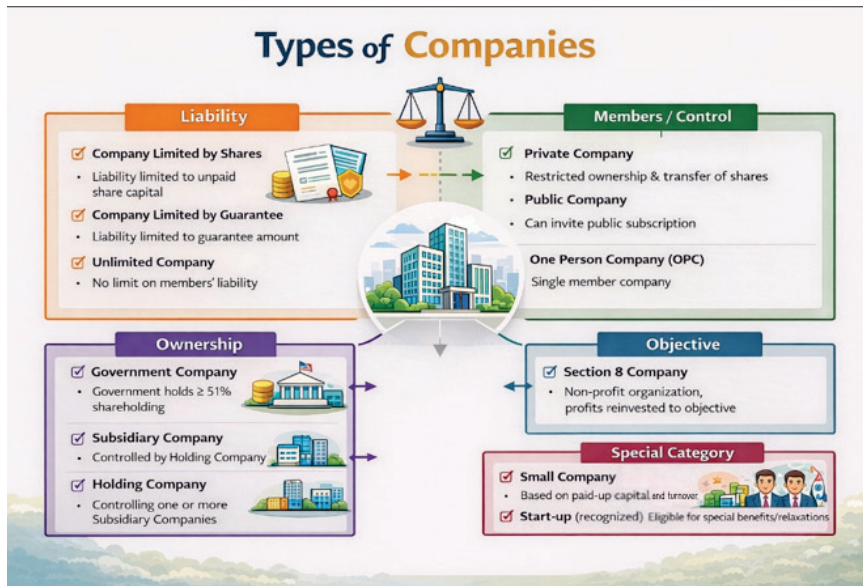 Types of Companies
Liability
Company Limited by Shares
• Liability limited to unpaid
share capital
Company Limited by Guarantee
• Liability limited to guarantee amount
Unlimited Company
• No limit on members' liability
Members / Control
Private Company
• Restricted ownership & transfer of shares
Public Company
• Can invite public subscription
One Person Company (OPC)
Single member company
Ownership
Government Company
• Government holds ≥ 51%
shareholding
Subsidiary Company
• Controlled by Holding Company
Holding Company
• Controlling one or more
Subsidiary Companies
Objective
Section 8 Company
• Non-profit organization,
profits reinvested to objective
Special Category
Small Company
• Based on paid-up capital and turnover
Start-up (recognized) Eligible for special benefits/relaxations